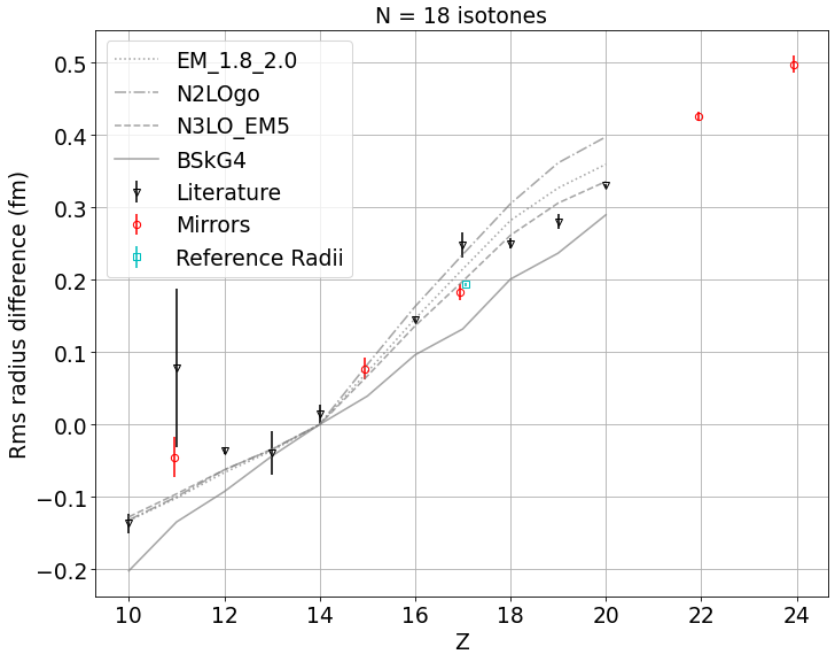 N = 18 isotones
EM_1.8_2.0
N2LOgo
N3LO_EM5
BSkG4
Literature
Mirrors
Reference Radii
Rms radius difference (fm)
0.5
0.4
0.3
0.2
0.1
0.0
−0.1
−0.2
10 12 14 16 18 20 22 24
Z